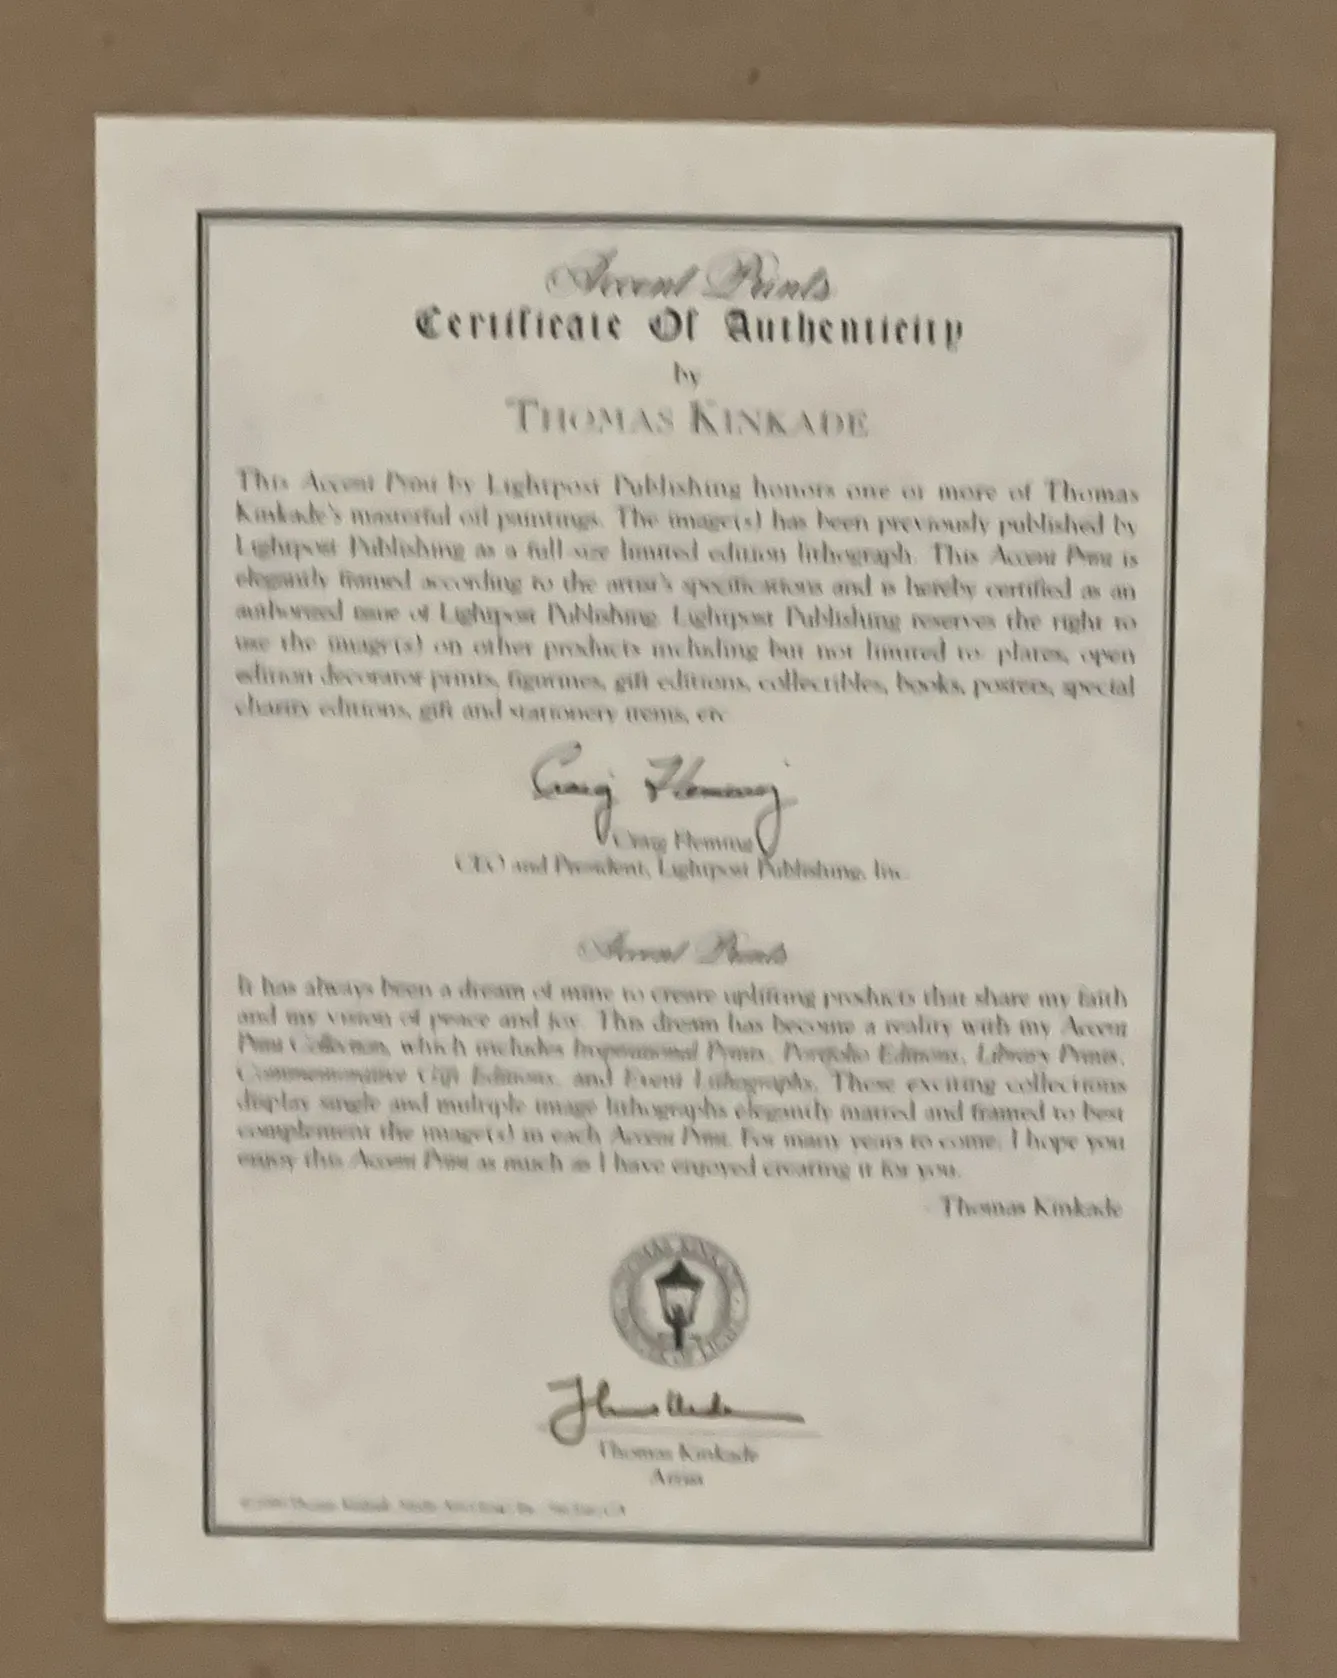 Accent Prints
Certificate Of Authenticity
by
THOMAS KINKADE
This Accent Print by Lightpost Publishing honors one or more of Thomas
Kinkade's masterful oil paintings. The image(s) has been previously published by
Lightpost Publishing as a full size limited edition lithograph. This Accent Print is
elegantly framed according to the artist's specifications and is hereby certified as an
authorized issue of Lightpost Publishing. Lightpost Publishing reserves the right to
use the image(s) on other products including but not limited to: plates, open
edition decorator prints, figurines, gift editions, collectibles, books, posters, special
charity editions, gift and stationery items, etc.
Craig Fleming
Craig Fleming
CEO and President, Lightpost Publishing, Inc.
Accent Prints
It has always been a dream of mine to create uplifting products that share my faith
and my vision of peace and joy. This dream has become a reality with my Accent
Print Collection, which includes Inspirational Prints, Portfolio Editions, Library Prints,
Commemorative Gift Editions, and Event Lithographs. These exciting collections
display single and multiple image lithographs elegantly matted and framed to best
complement the image(s) in each Accent Print. For many years to come, I hope you
enjoy this Accent Print as much as I have enjoyed creating it for you.
- Thomas Kinkade
Thomas Kinkade
Artist
Thomas Kinkade, San Jose, CA